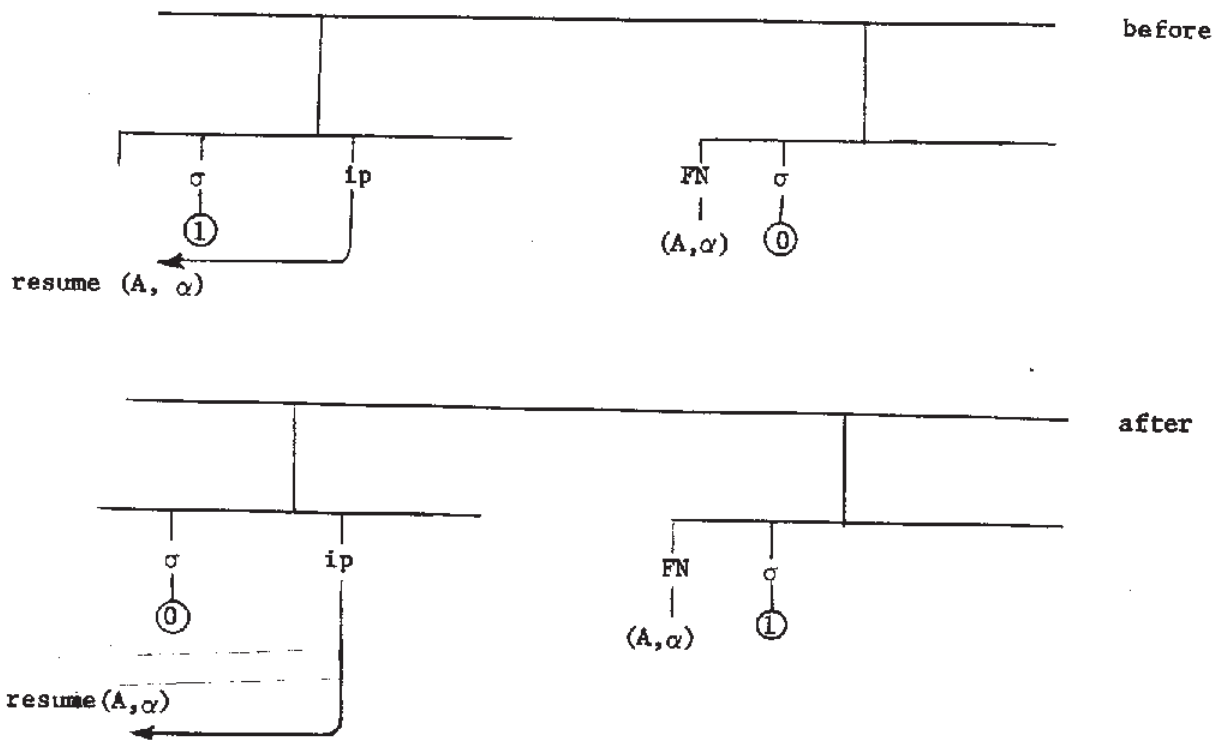 before
σ ip FN σ
1 (A,α) 0
resume (A, α)
after
σ ip FN σ
0 (A,α) 1
resume(A,α)